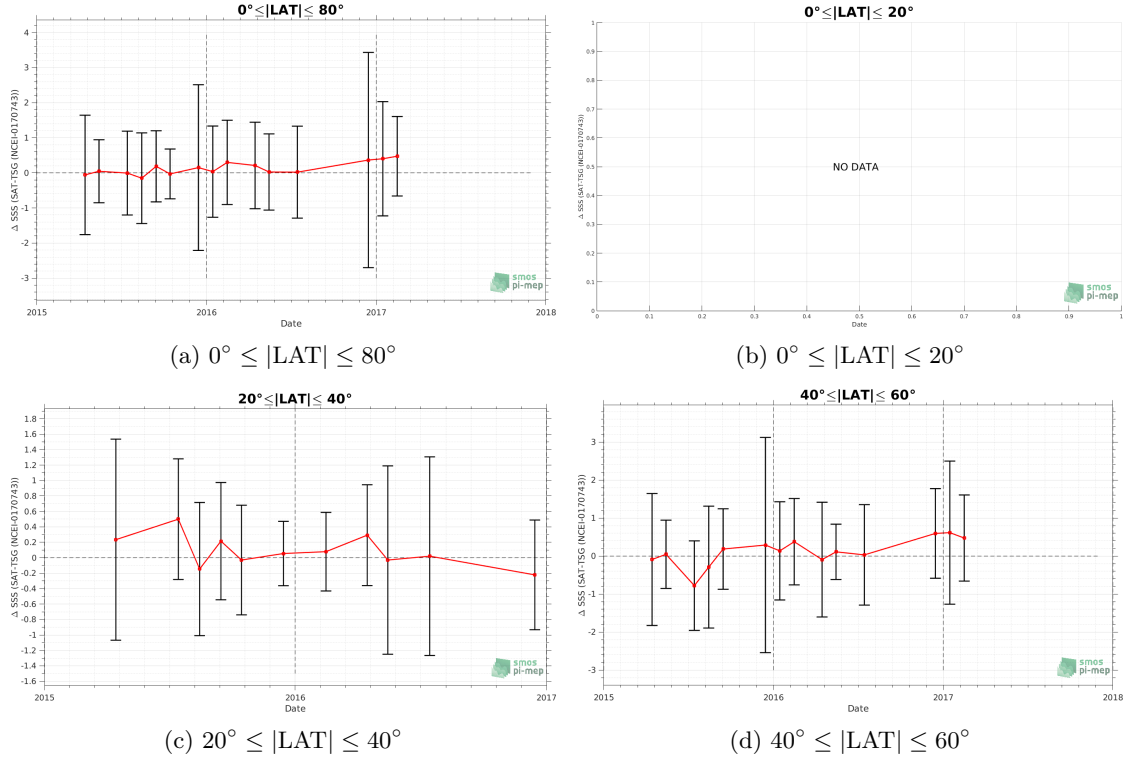 0°≤|LAT|≤ 80°
Δ SSS (SAT-TSG (NCEI-0170743))
4
3
2
1
0
-1
-2
-3
2015 2016 2017 2018
Date
smos
pi-mep
(a) 0° ≤ |LAT| ≤ 80°
0°≤|LAT|≤ 20°
Δ SSS (SAT-TSG (NCEI-0170743))
1
0.9
0.8
0.7
0.6
0.5
0.4
0.3
0.2
0.1
0
NO DATA
0 0.1 0.2 0.3 0.4 0.5 0.6 0.7 0.8 0.9 1
Date
smos
pi-mep
(b) 0° ≤ |LAT| ≤ 20°
20°≤|LAT|≤ 40°
Δ SSS (SAT-TSG (NCEI-0170743))
1.8
1.6
1.4
1.2
1
0.8
0.6
0.4
0.2
0
-0.2
-0.4
-0.6
-0.8
-1
-1.2
-1.4
-1.6
2015 2016 2017
Date
smos
pi-mep
(c) 20° ≤ |LAT| ≤ 40°
40°≤|LAT|≤ 60°
Δ SSS (SAT-TSG (NCEI-0170743))
3
2
1
0
-1
-2
-3
2015 2016 2017 2018
Date
smos
pi-mep
(d) 40° ≤ |LAT| ≤ 60°